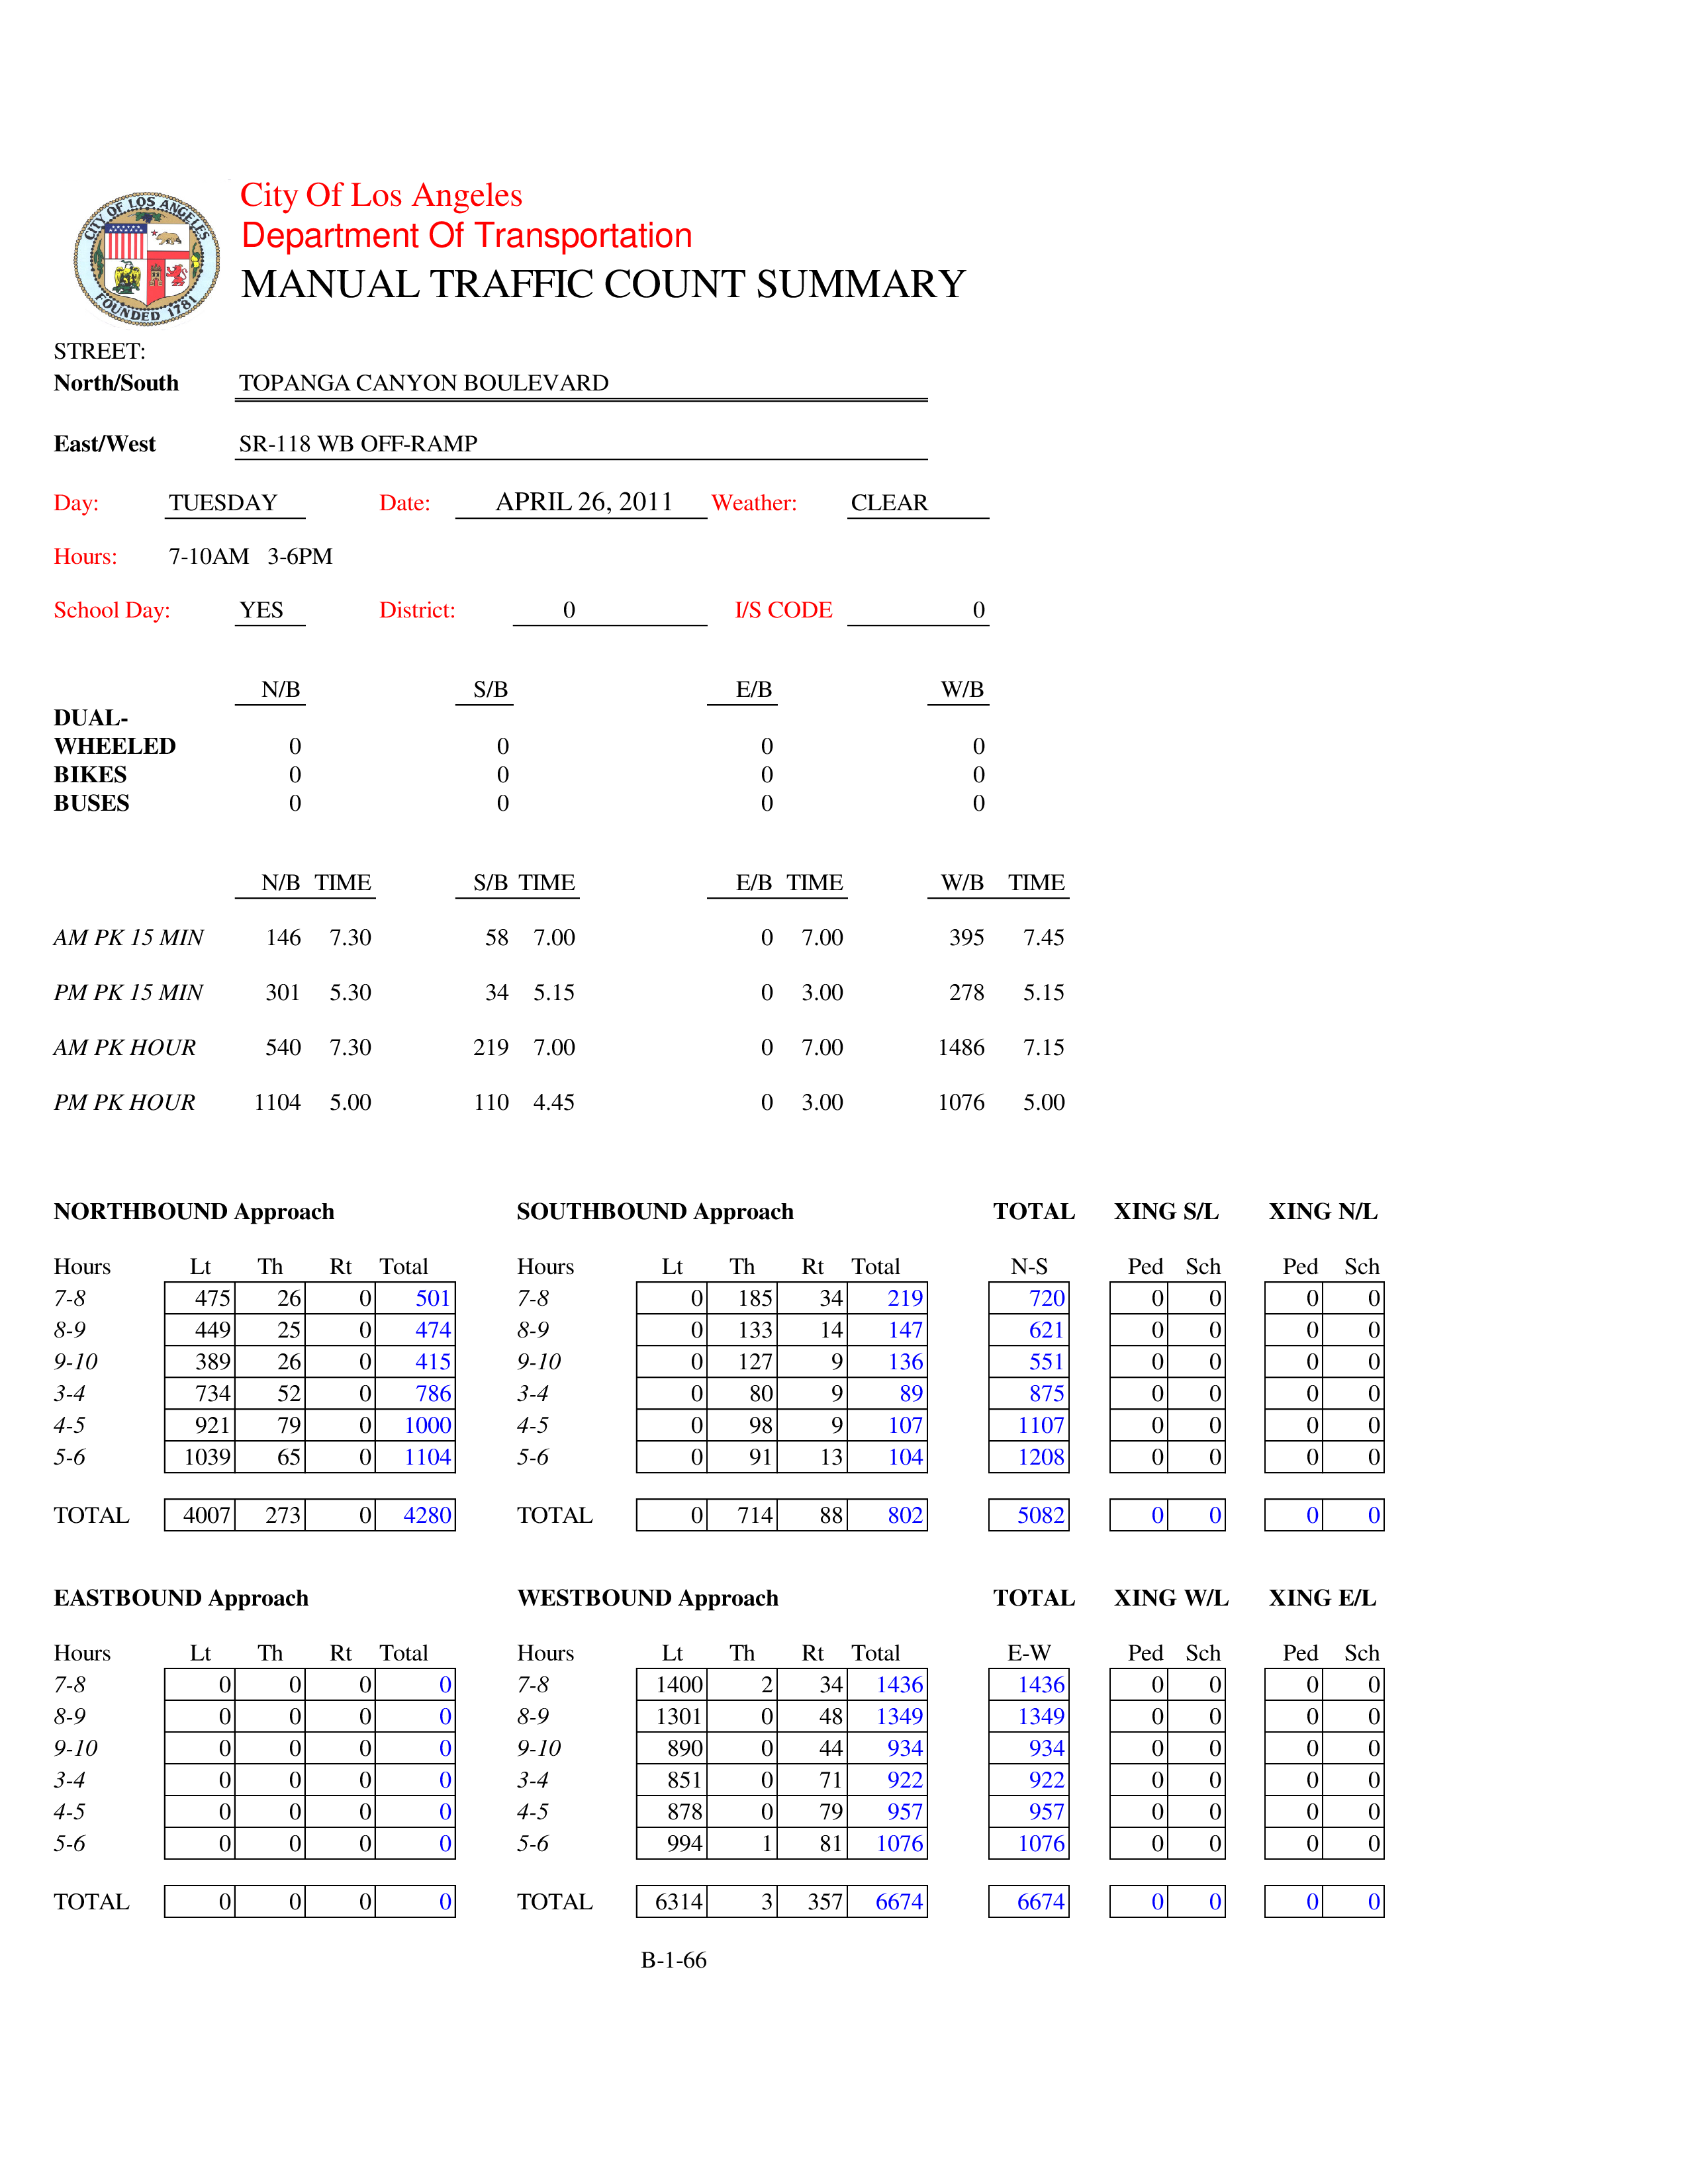 CITY OF LOS ANGELES
FOUNDED 1781
City Of Los Angeles
Department Of Transportation
MANUAL TRAFFIC COUNT SUMMARY
STREET:
North/South TOPANGA CANYON BOULEVARD
East/West SR-118 WB OFF-RAMP
Day: TUESDAY Date: APRIL 26, 2011 Weather: CLEAR
Hours: 7-10AM 3-6PM
School Day: YES District: 0 I/S CODE 0
N/B S/B E/B W/B
DUAL-
WHEELED 0 0 0 0
BIKES 0 0 0 0
BUSES 0 0 0 0
N/B TIME S/B TIME E/B TIME W/B TIME
AM PK 15 MIN 146 7.30 58 7.00 0 7.00 395 7.45
PM PK 15 MIN 301 5.30 34 5.15 0 3.00 278 5.15
AM PK HOUR 540 7.30 219 7.00 0 7.00 1486 7.15
PM PK HOUR 1104 5.00 110 4.45 0 3.00 1076 5.00
NORTHBOUND Approach SOUTHBOUND Approach TOTAL XING S/L XING N/L
Hours Lt Th Rt Total Hours Lt Th Rt Total N-S Ped Sch Ped Sch
7-8 475 26 0 501 7-8 0 185 34 219 720 0 0 0 0
8-9 449 25 0 474 8-9 0 133 14 147 621 0 0 0 0
9-10 389 26 0 415 9-10 0 127 9 136 551 0 0 0 0
3-4 734 52 0 786 3-4 0 80 9 89 875 0 0 0 0
4-5 921 79 0 1000 4-5 0 98 9 107 1107 0 0 0 0
5-6 1039 65 0 1104 5-6 0 91 13 104 1208 0 0 0 0
TOTAL 4007 273 0 4280 TOTAL 0 714 88 802 5082 0 0 0 0
EASTBOUND Approach WESTBOUND Approach TOTAL XING W/L XING E/L
Hours Lt Th Rt Total Hours Lt Th Rt Total E-W Ped Sch Ped Sch
7-8 0 0 0 0 7-8 1400 2 34 1436 1436 0 0 0 0
8-9 0 0 0 0 8-9 1301 0 48 1349 1349 0 0 0 0
9-10 0 0 0 0 9-10 890 0 44 934 934 0 0 0 0
3-4 0 0 0 0 3-4 851 0 71 922 922 0 0 0 0
4-5 0 0 0 0 4-5 878 0 79 957 957 0 0 0 0
5-6 0 0 0 0 5-6 994 1 81 1076 1076 0 0 0 0
TOTAL 0 0 0 0 TOTAL 6314 3 357 6674 6674 0 0 0 0
B-1-66